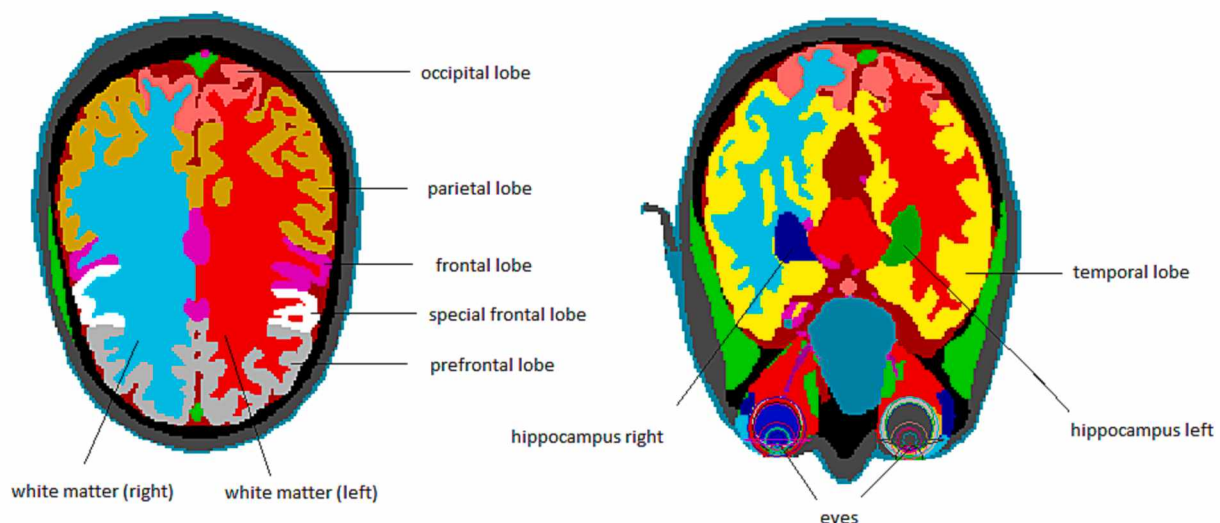 occipital lobe
parietal lobe
frontal lobe
special frontal lobe
prefrontal lobe
white matter (right)
white matter (left)
temporal lobe
hippocampus right
hippocampus left
eyes